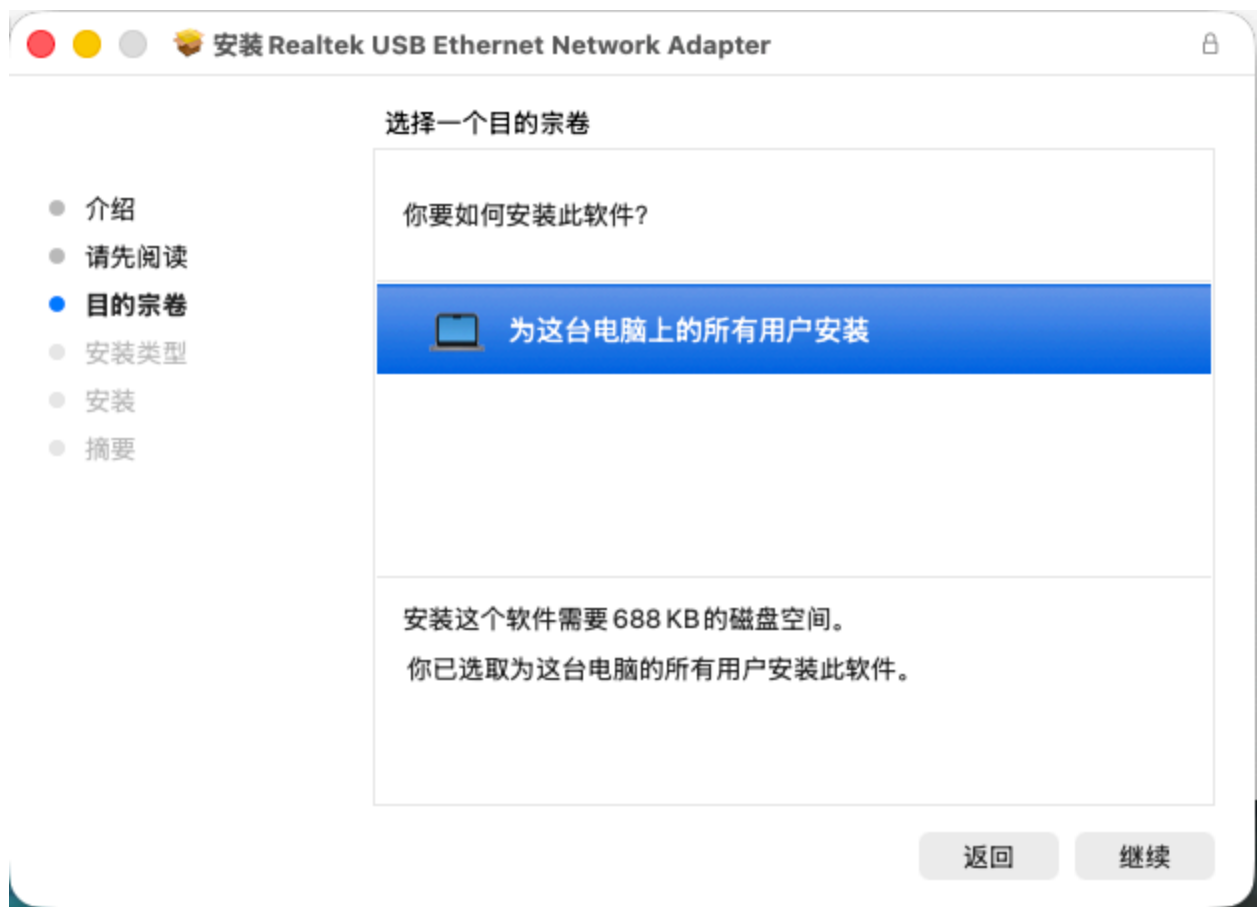 安装 Realtek USB Ethernet Network Adapter
选择一个目的宗卷
介绍
请先阅读
目的宗卷
安装类型
安装
摘要
你要如何安装此软件?
为这台电脑上的所有用户安装
安装这个软件需要 688 KB 的磁盘空间。
你已选取为这台电脑的所有用户安装此软件。
返回
继续